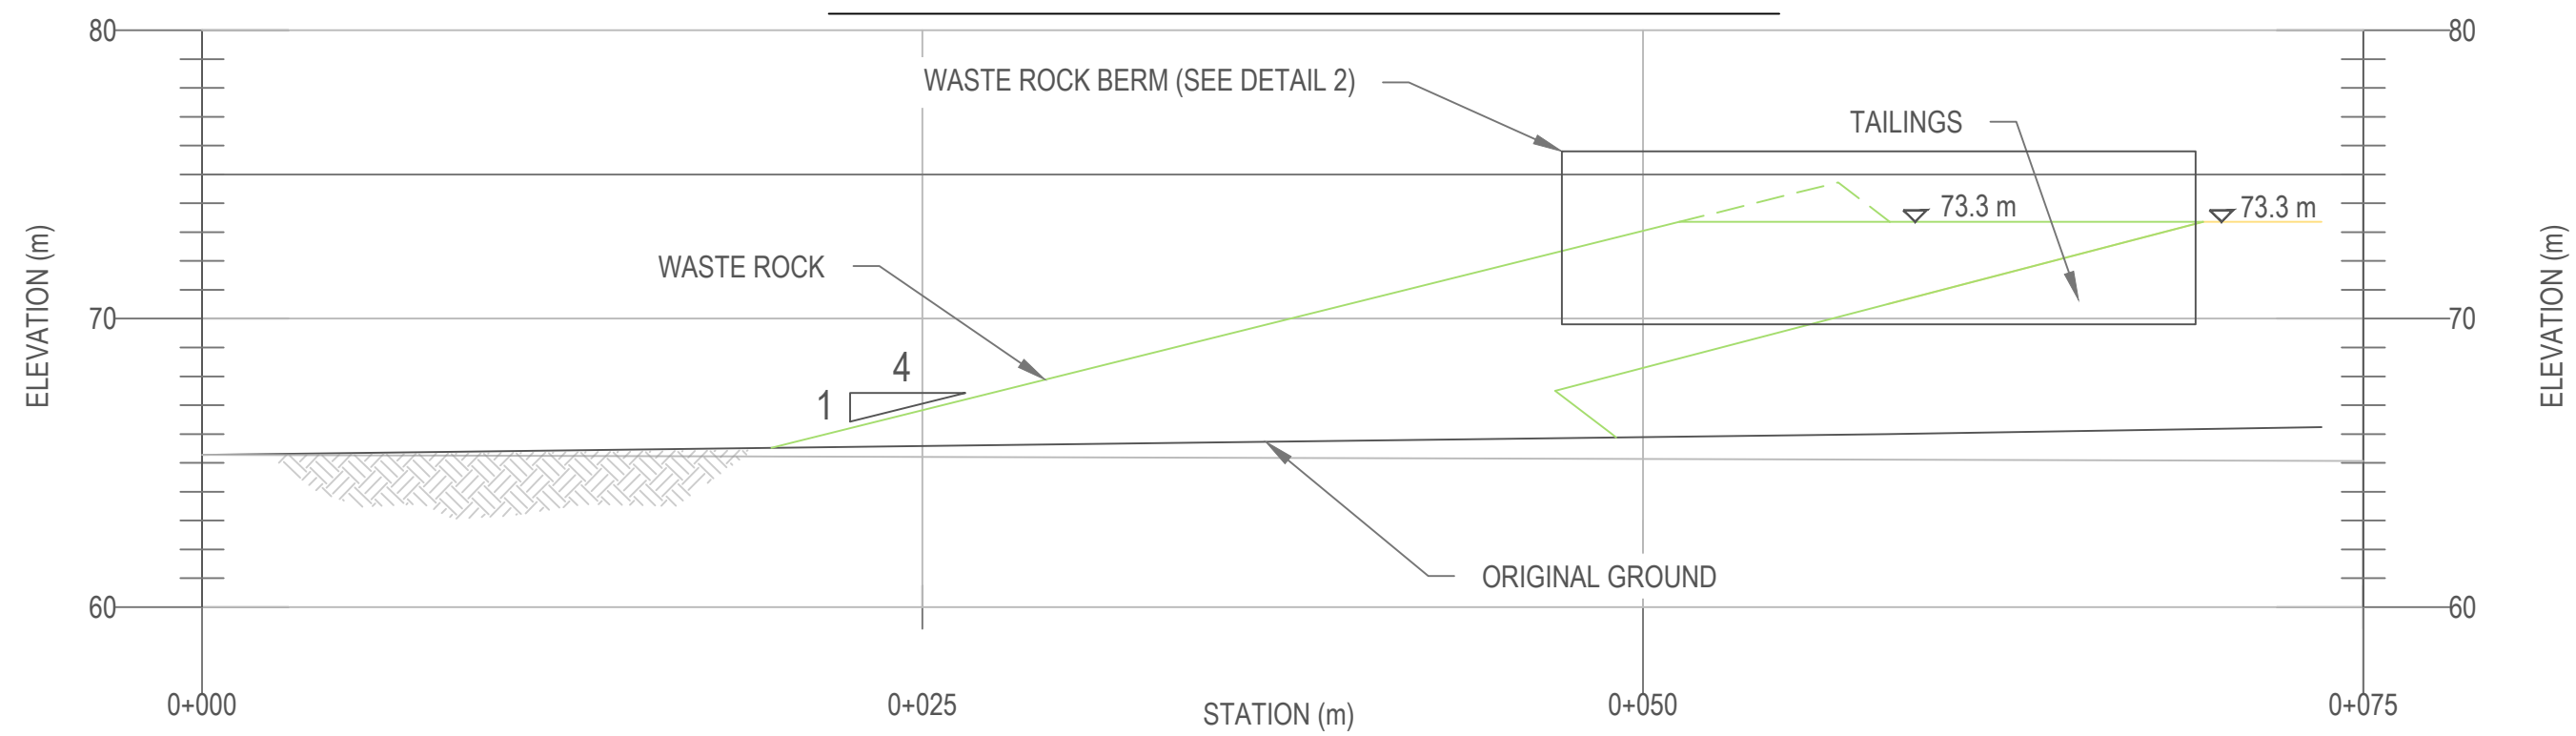 80
80
WASTE ROCK BERM (SEE DETAIL 2)
TAILINGS
73.3 m
73.3 m
WASTE ROCK
ELEVATION (m)
ELEVATION (m)
70
70
4
1
ORIGINAL GROUND
60
60
0+000
0+025
STATION (m)
0+050
0+075